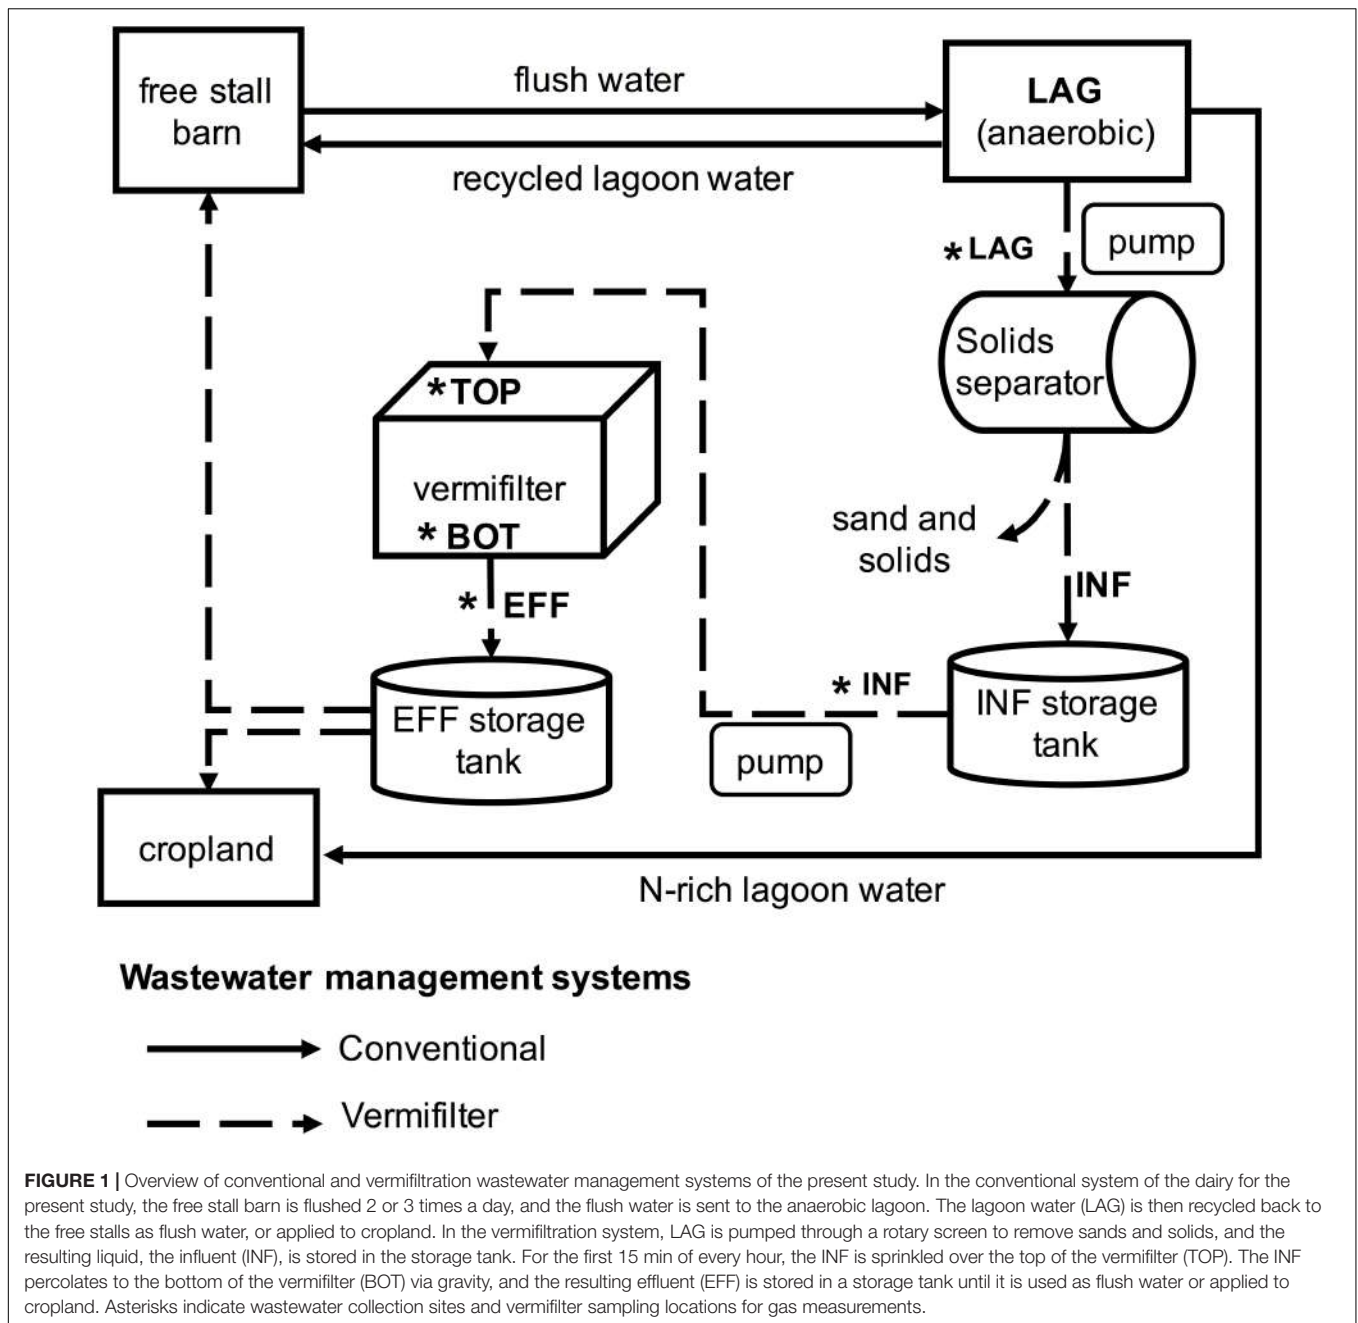 free stall
barn
flush water
recycled lagoon water
LAG
(anaerobic)
* LAG
pump
Solids
separator
sand and
solids
INF
INF storage
tank
* INF
pump
* TOP
vermifilter
* BOT
* EFF
EFF storage
tank
cropland
N-rich lagoon water
Wastewater management systems
Conventional
Vermifilter
FIGURE 1 | Overview of conventional and vermifiltration wastewater management systems of the present study. In the conventional system of the dairy for the
present study, the free stall barn is flushed 2 or 3 times a day, and the flush water is sent to the anaerobic lagoon. The lagoon water (LAG) is then recycled back to
the free stalls as flush water, or applied to cropland. In the vermifiltration system, LAG is pumped through a rotary screen to remove sands and solids, and the
resulting liquid, the influent (INF), is stored in the storage tank. For the first 15 min of every hour, the INF is sprinkled over the top of the vermifilter (TOP). The INF
percolates to the bottom of the vermifilter (BOT) via gravity, and the resulting effluent (EFF) is stored in a storage tank until it is used as flush water or applied to
cropland. Asterisks indicate wastewater collection sites and vermifilter sampling locations for gas measurements.